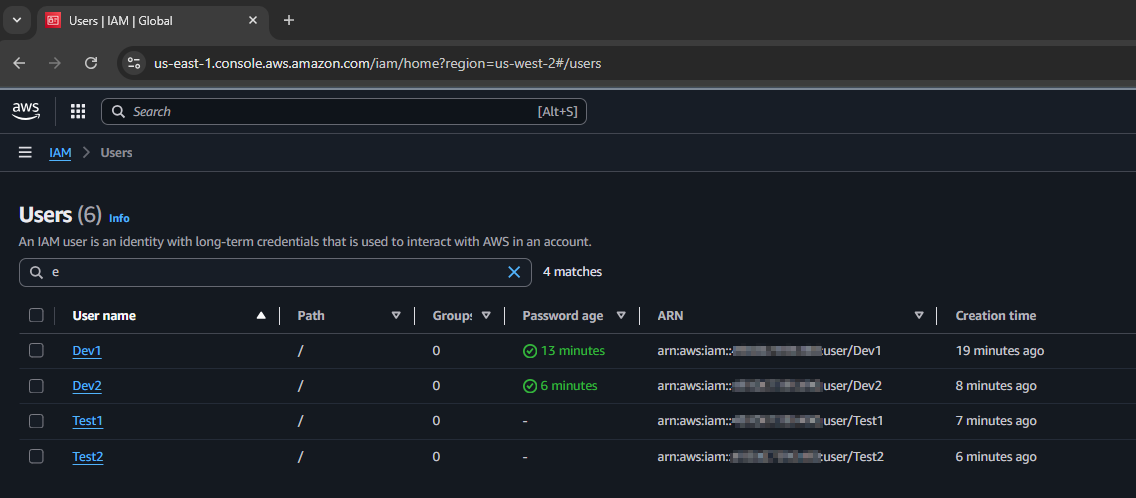 Users | IAM | Global
us-east-1.console.aws.amazon.com/iam/home?region=us-west-2#/users
aws Search [Alt+S]
IAM Users
Users (6) Info
An IAM user is an identity with long-term credentials that is used to interact with AWS in an account.
e 4 matches
User name Path Groups Password age ARN Creation time
Dev1 / 0 13 minutes arn:aws:iam:: :user/Dev1 19 minutes ago
Dev2 / 0 6 minutes arn:aws:iam:: :user/Dev2 8 minutes ago
Test1 / 0 - arn:aws:iam:: :user/Test1 7 minutes ago
Test2 / 0 - arn:aws:iam:: :user/Test2 6 minutes ago